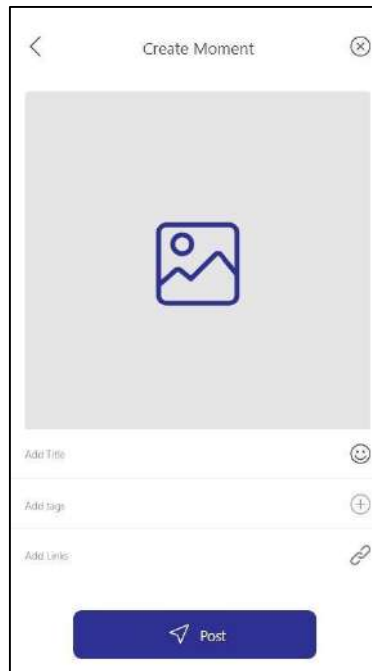 Create Moment
Add Title
Add tags
Add Links
Post